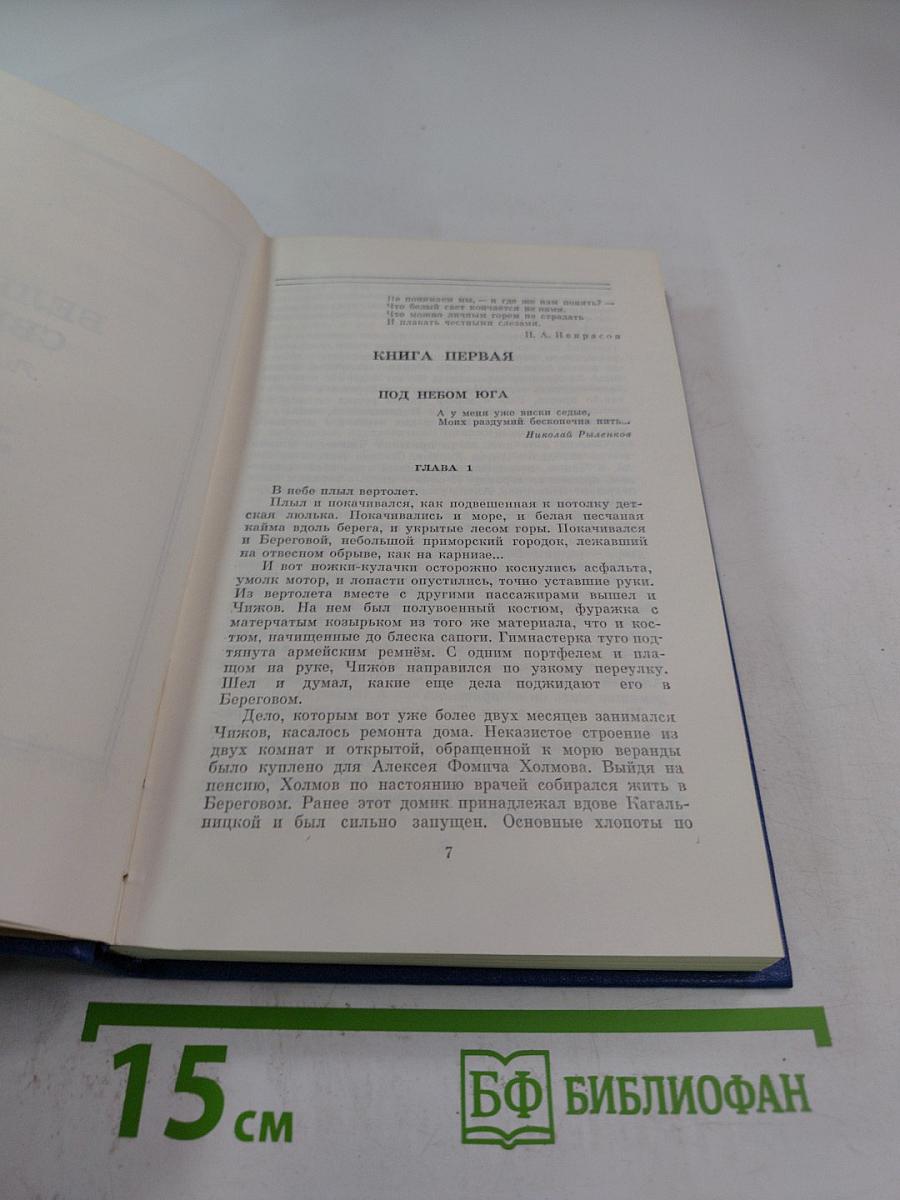 Не понимаем мы, — и где же нам понять? —
Что белый свет кончается не нами.
Что можно личным горем не страдать
И плакать честными слезами.
Н. А. Некрасов
КНИГА ПЕРВАЯ
ПОД НЕБОМ ЮГА
А у меня уже виски седые,
Моих раздумий бесконечна нить...
Николай Рыленков
ГЛАВА 1
В небе плыл вертолет.
Плыл и покачивался, как подвешенная к потолку дет-
ская люлька. Покачивались и море, и белая песчаная
кайма вдоль берега, и укрытые лесом горы. Покачивался
и Береговой, небольшой приморский городок, лежавший
на отвесном обрыве, как на карнизе...
И вот ножки-кулачки осторожно коснулись асфальта,
умолк мотор, и лопасти опустились, точно уставшие руки.
Из вертолета вместе с другими пассажирами вышел и
Чижов. На нем был полувоенный костюм, фуражка с
матерчатым козырьком из того же материала, что и кос-
тюм, начищенные до блеска сапоги. Гимнастерка туго под-
тянута армейским ремнём. С одним портфелем и пла-
щом на руке, Чижов направился по узкому переулку.
Шел и думал, какие еще дела поджидают его в
Береговом.
Дело, которым вот уже более двух месяцев занимался
Чижов, касалось ремонта дома. Неказистое строение из
двух комнат и открытой, обращенной к морю веранды
было куплено для Алексея Фомича Холмова. Выйдя на
пенсию, Холмов по настоянию врачей собирался жить в
Береговом. Ранее этот домик принадлежал вдове Кагаль-
ницкой и был сильно запущен. Основные хлопоты по
7
15 см
БФ БИБЛИОФАН